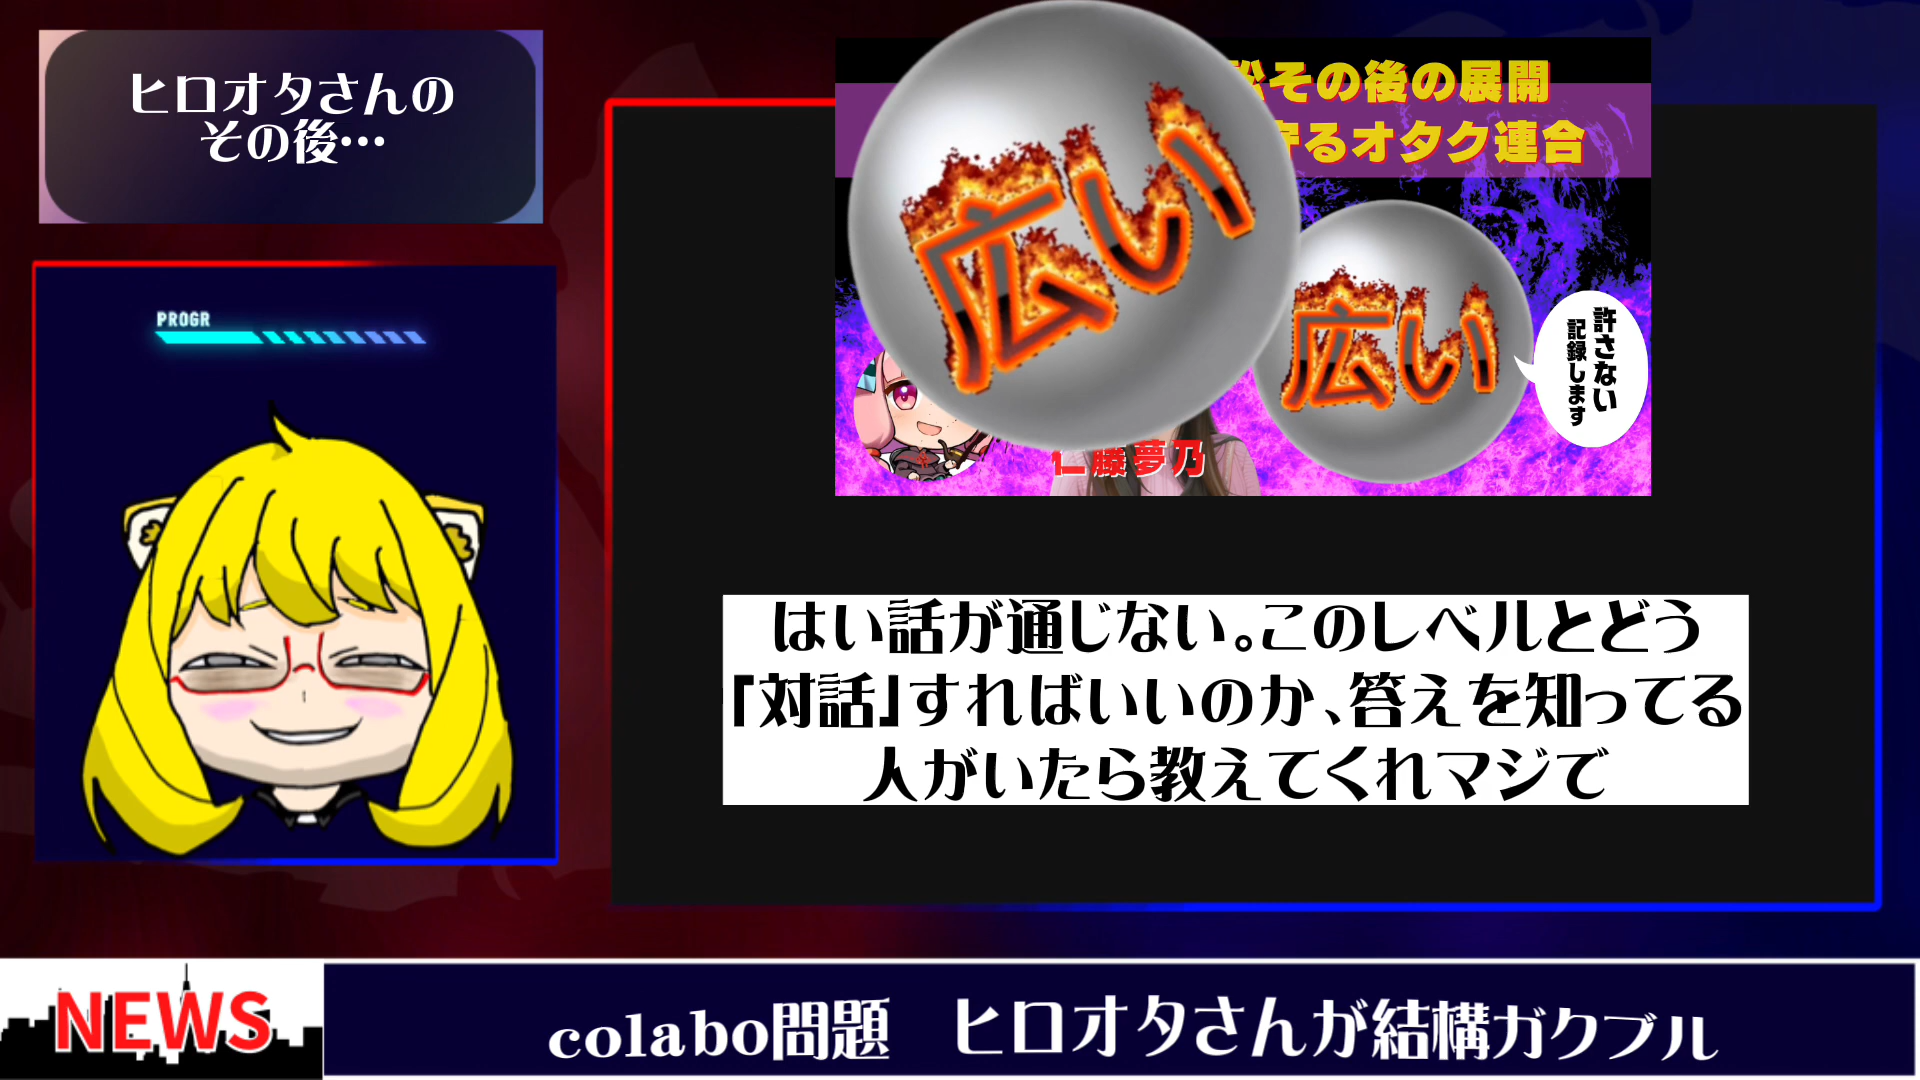 ヒロオタさんの
その後…
PROGR
その後の展開
守るオタク連合
広い
広い
許さない
記録します
仁藤夢乃
はい話が通じない。このレベルとどう
「対話」すればいいのか、答えを知ってる
人がいたら教えてくれマジで
NEWS
colabo問題　ヒロオタさんが結構ガクブル